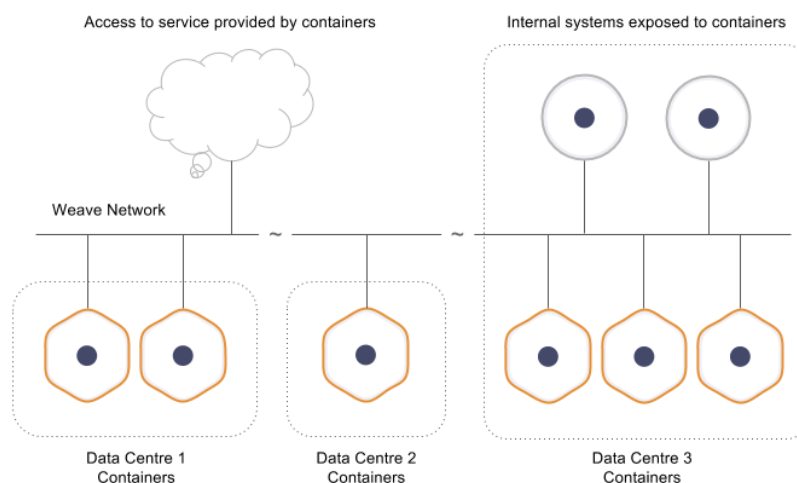 Access to service provided by containers
Internal systems exposed to containers
Weave Network
~
~
Data Centre 1
Containers
Data Centre 2
Containers
Data Centre 3
Containers